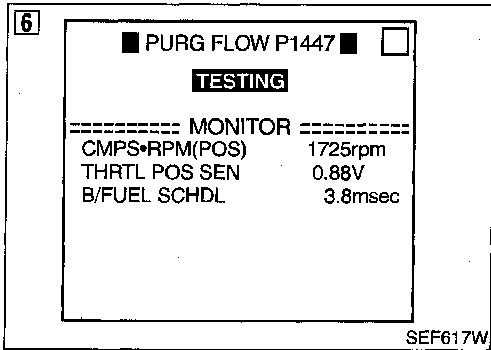 6
PURG FLOW P1447
TESTING
========== MONITOR ==========
CMPS•RPM(POS) 1725rpm
THRTL POS SEN 0.88V
B/FUEL SCHDL 3.8msec
SEF617W